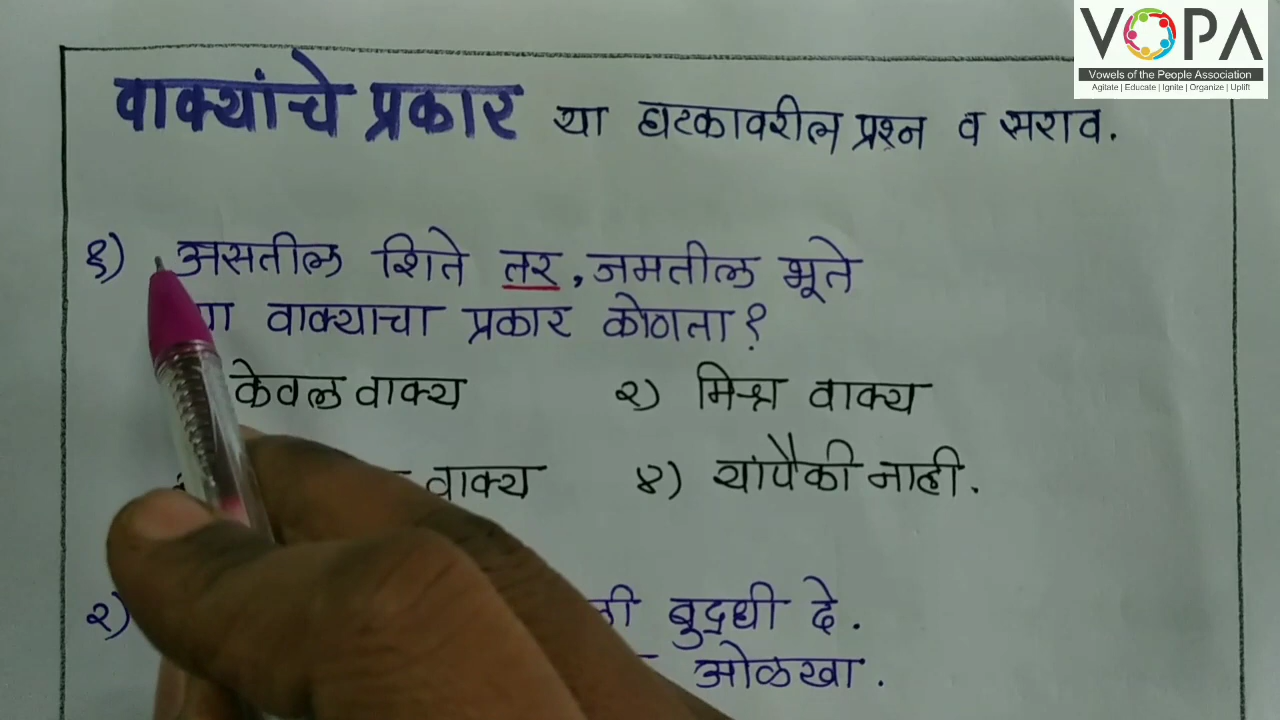 VOPA
Vowels of the People Association
Agitate | Educate | Ignite | Organize | Uplift
वाक्यांचे प्रकार या घटकावरील प्रश्न व सराव.
१) असतील शिते तर, जमतील भूते
वाक्याचा प्रकार कोणता?
केवल वाक्य २) मिश्र वाक्य
वाक्य ४) यांपैकी नाही.
२) बुद्धी दे.
ओळखा.